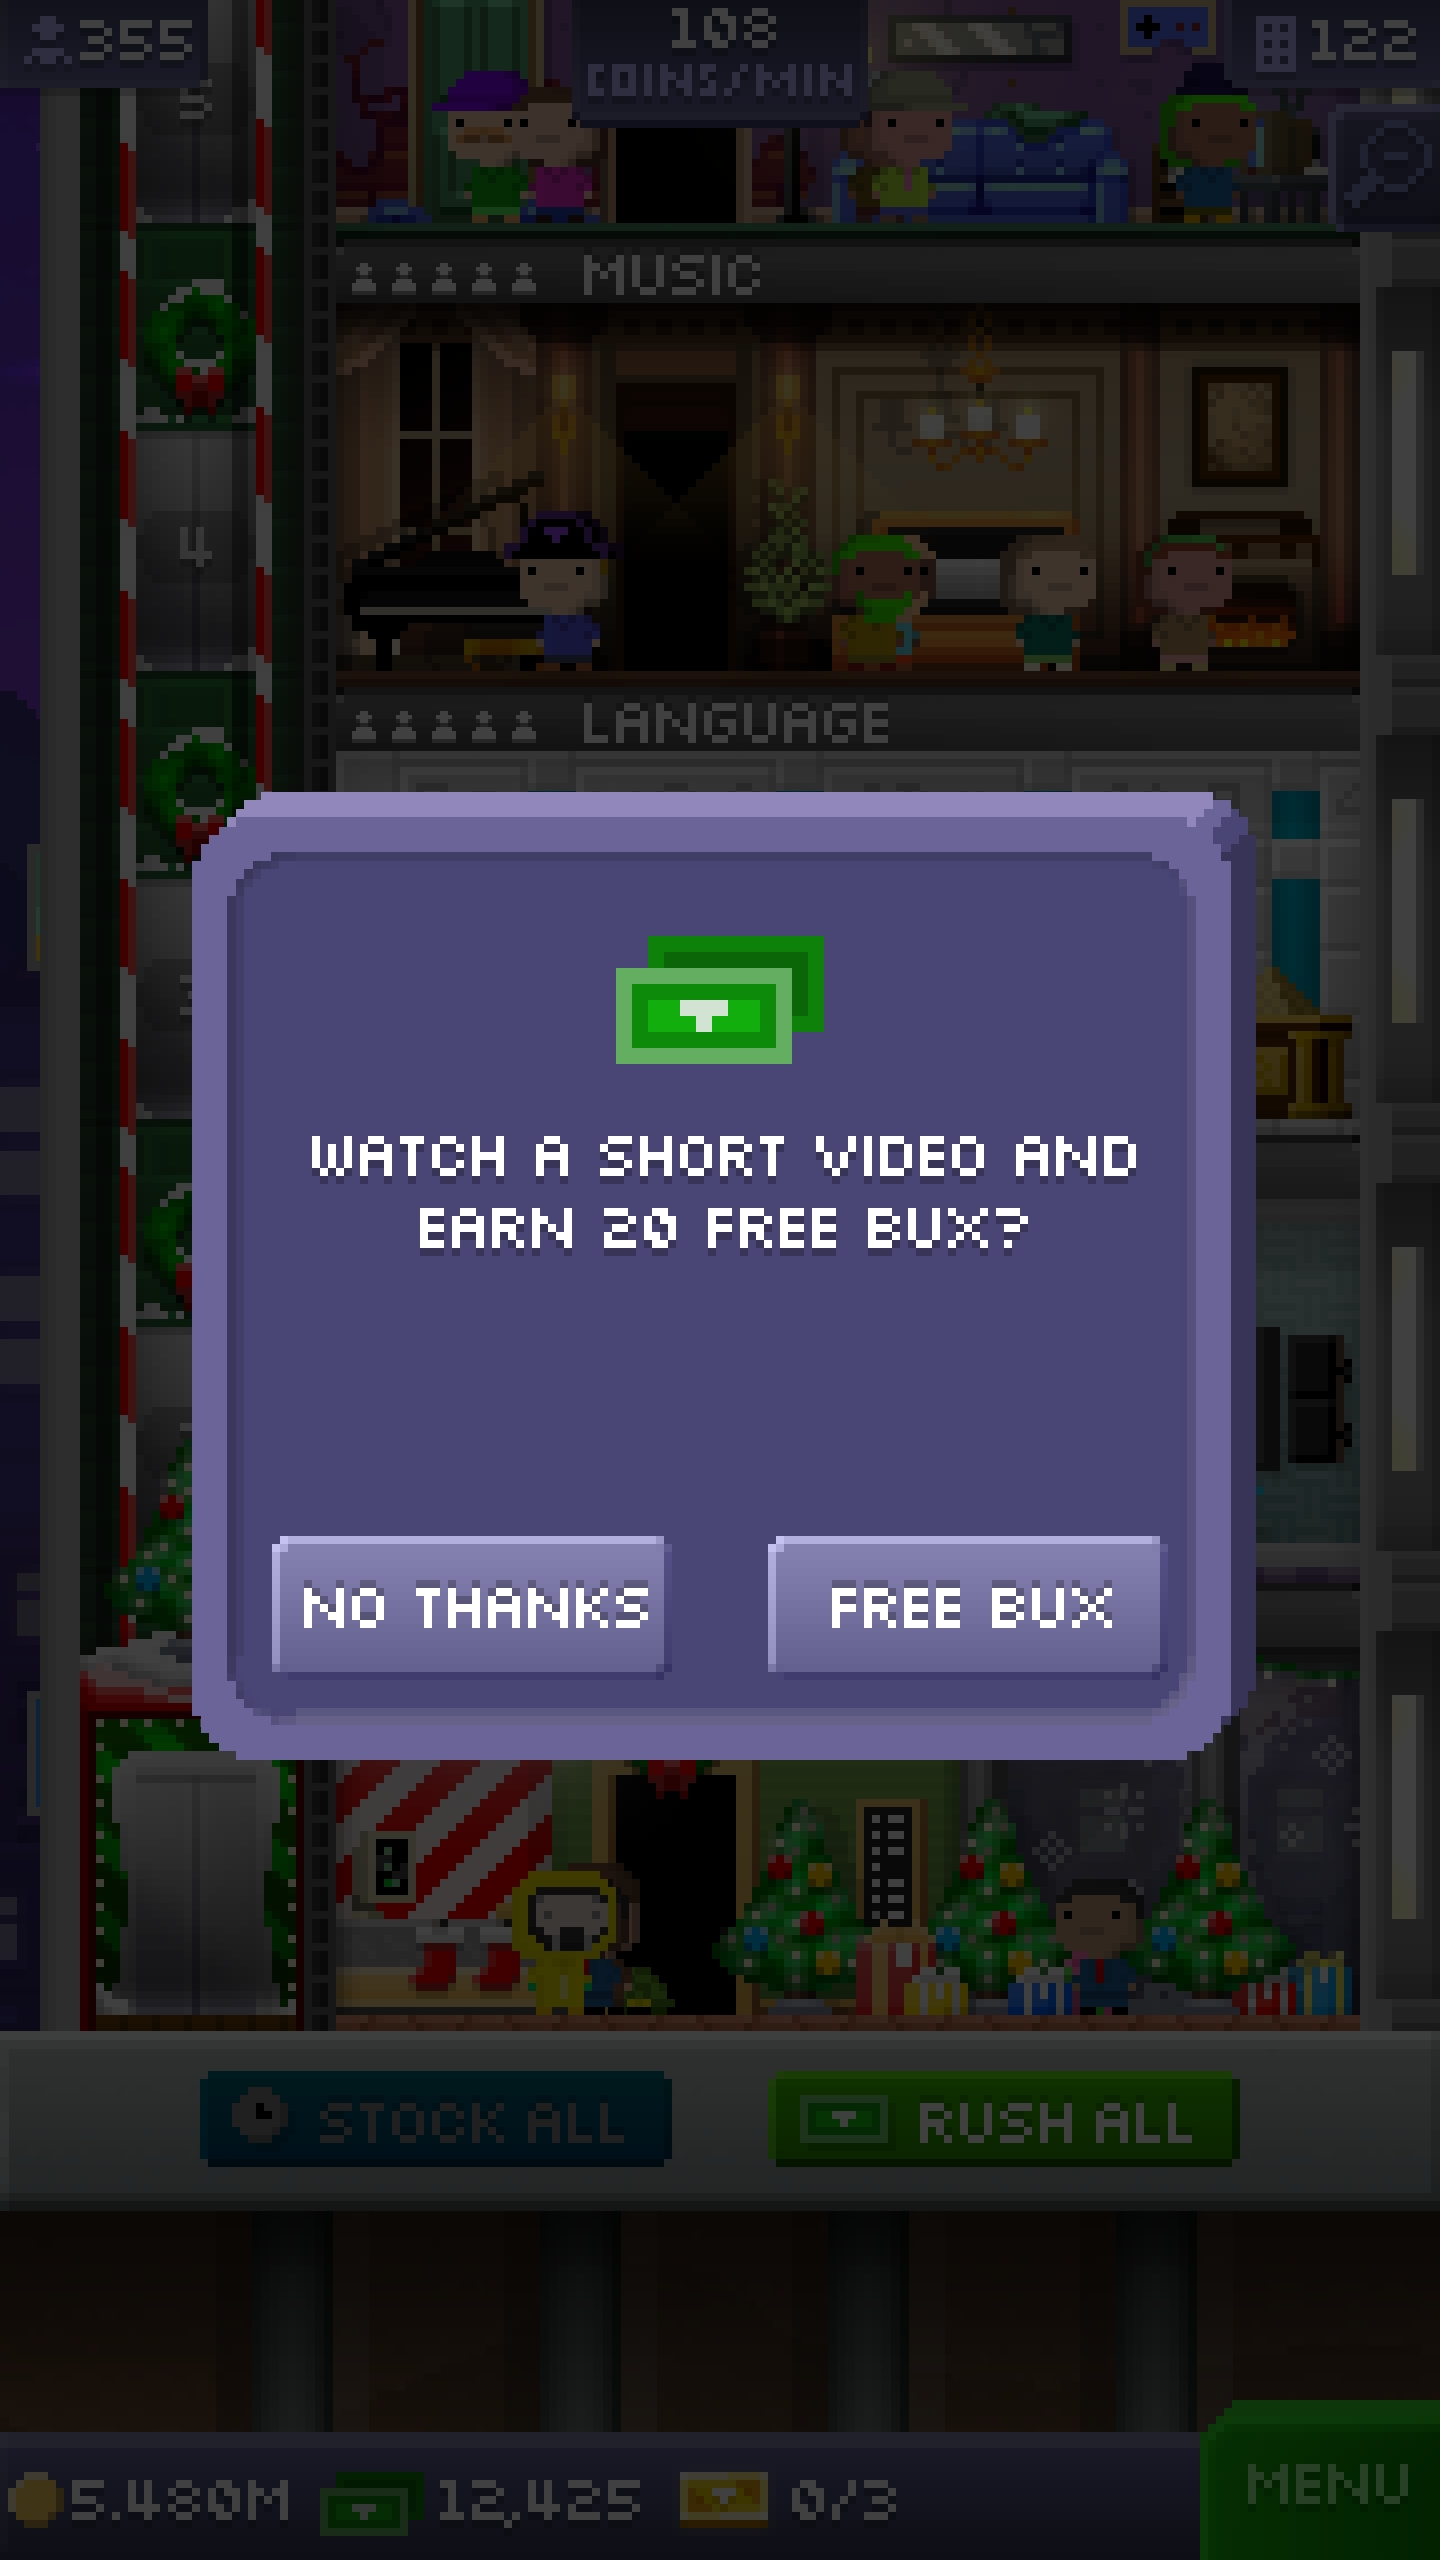 355
108
COINS/MIN
122
5
MUSIC
4
LANGUAGE
WATCH A SHORT VIDEO AND
EARN 20 FREE BUX?
NO THANKS
FREE BUX
STOCK ALL
RUSH ALL
5.480M
12,425
0/3
MENU